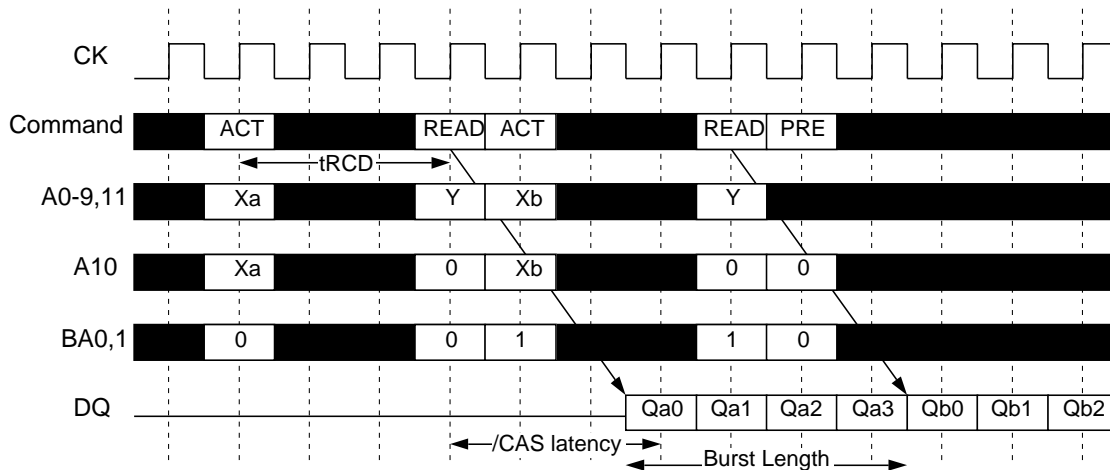 CK
Command ACT READ ACT READ PRE
tRCD
A0-9,11 Xa Y Xb Y
A10 Xa 0 Xb 0 0
BA0,1 0 0 1 1 0
DQ Qa0 Qa1 Qa2 Qa3 Qb0 Qb1 Qb2
/CAS latency
Burst Length